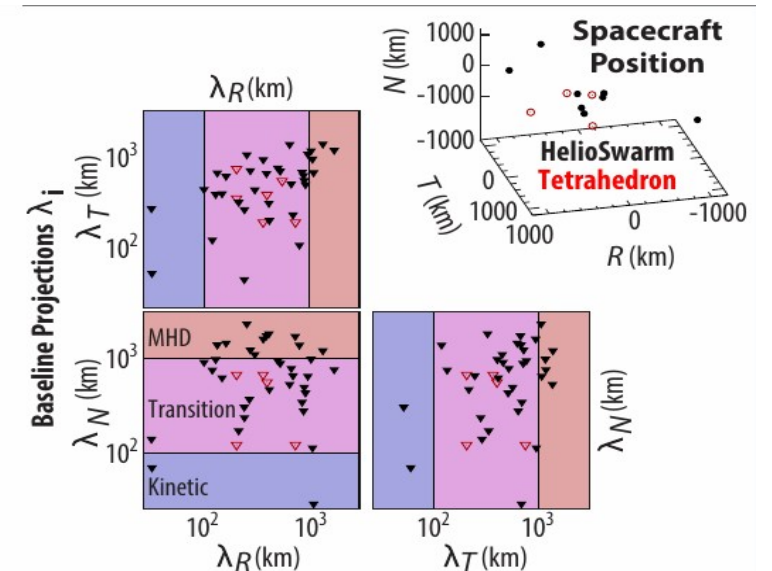 1000
0
-1000
N (km)
Spacecraft
Position
λR (km)
-1000
0
1000
T (km)
1000
0
-1000
R (km)
HelioSwarm
Tetrahedron
Baseline Projections λi
λT (km)
10³
10²
λN (km)
10³
10²
MHD
Transition
Kinetic
10² 10³
λR (km)
10² 10³
λT (km)
λN (km)